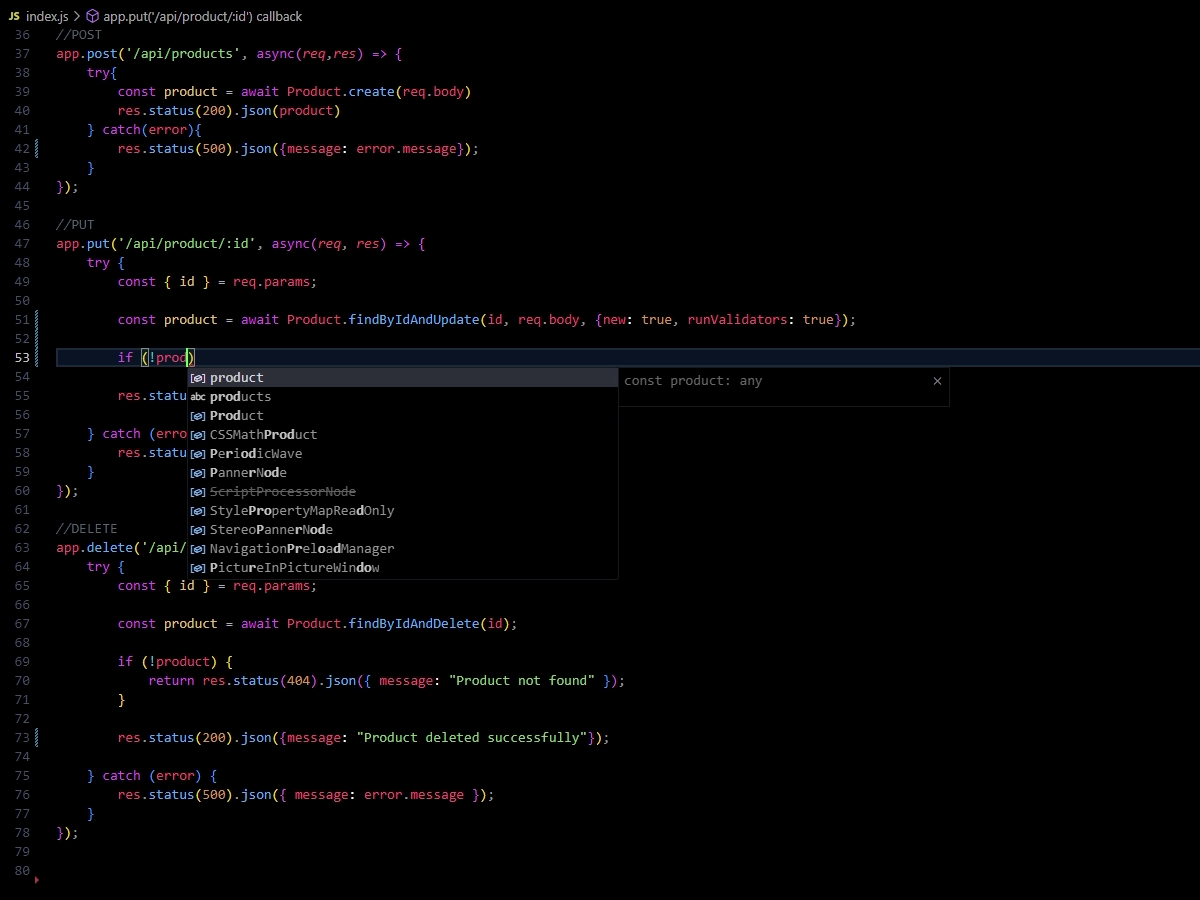 JS index.js > app.put('/api/product/:id') callback
36 //POST
37 app.post('/api/products', async(req,res) => {
38 try{
39 const product = await Product.create(req.body)
40 res.status(200).json(product)
41 } catch(error){
42 res.status(500).json({message: error.message});
43 }
44 });
45
46 //PUT
47 app.put('/api/product/:id', async(req, res) => {
48 try {
49 const { id } = req.params;
50
51 const product = await Product.findByIdAndUpdate(id, req.body, {new: true, runValidators: true});
52
53 if (!prod)
54 product const product: any
products
55 res.statu
56 Product
57 } catch (erro CSSMathProduct
58 res.statu PeriodicWave
59 } PannerNode
60 }); ScriptProcessorNode
61 StylePropertyMapReadOnly
62 //DELETE StereoPannerNode
63 app.delete('/api/ NavigationPreloadManager
64 try { PictureInPictureWindow
65 const { id } = req.params;
66
67 const product = await Product.findByIdAndDelete(id);
68
69 if (!product) {
70 return res.status(404).json({ message: "Product not found" });
71 }
72
73 res.status(200).json({message: "Product deleted successfully"});
74
75 } catch (error) {
76 res.status(500).json({ message: error.message });
77 }
78 });
79
80